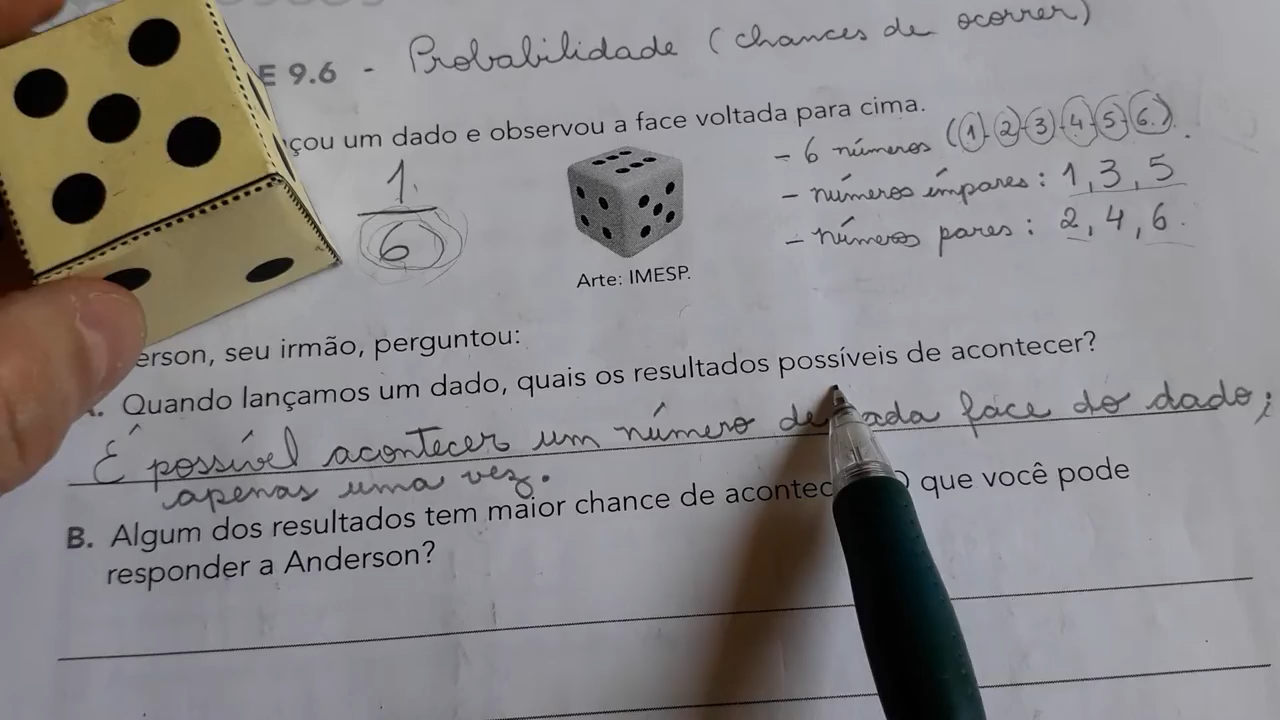 E 9.6 - Probabilidade (chances de ocorrer)
çou um dado e observou a face voltada para cima.
1.
6
- 6 números (1-2-3-4-5-6.).
- números ímpares: 1, 3, 5
- números pares: 2, 4, 6.
Arte: IMESP.
erson, seu irmão, perguntou:
. Quando lançamos um dado, quais os resultados possíveis de acontecer?
É possível acontecer um número de ada face do dado;
apenas uma vez.
B. Algum dos resultados tem maior chance de acontec O que você pode
responder a Anderson?